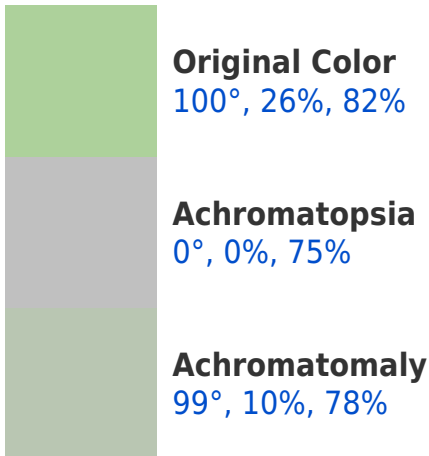 Original Color
100°, 26%, 82%
Achromatopsia
0°, 0%, 75%
Achromatomaly
99°, 10%, 78%